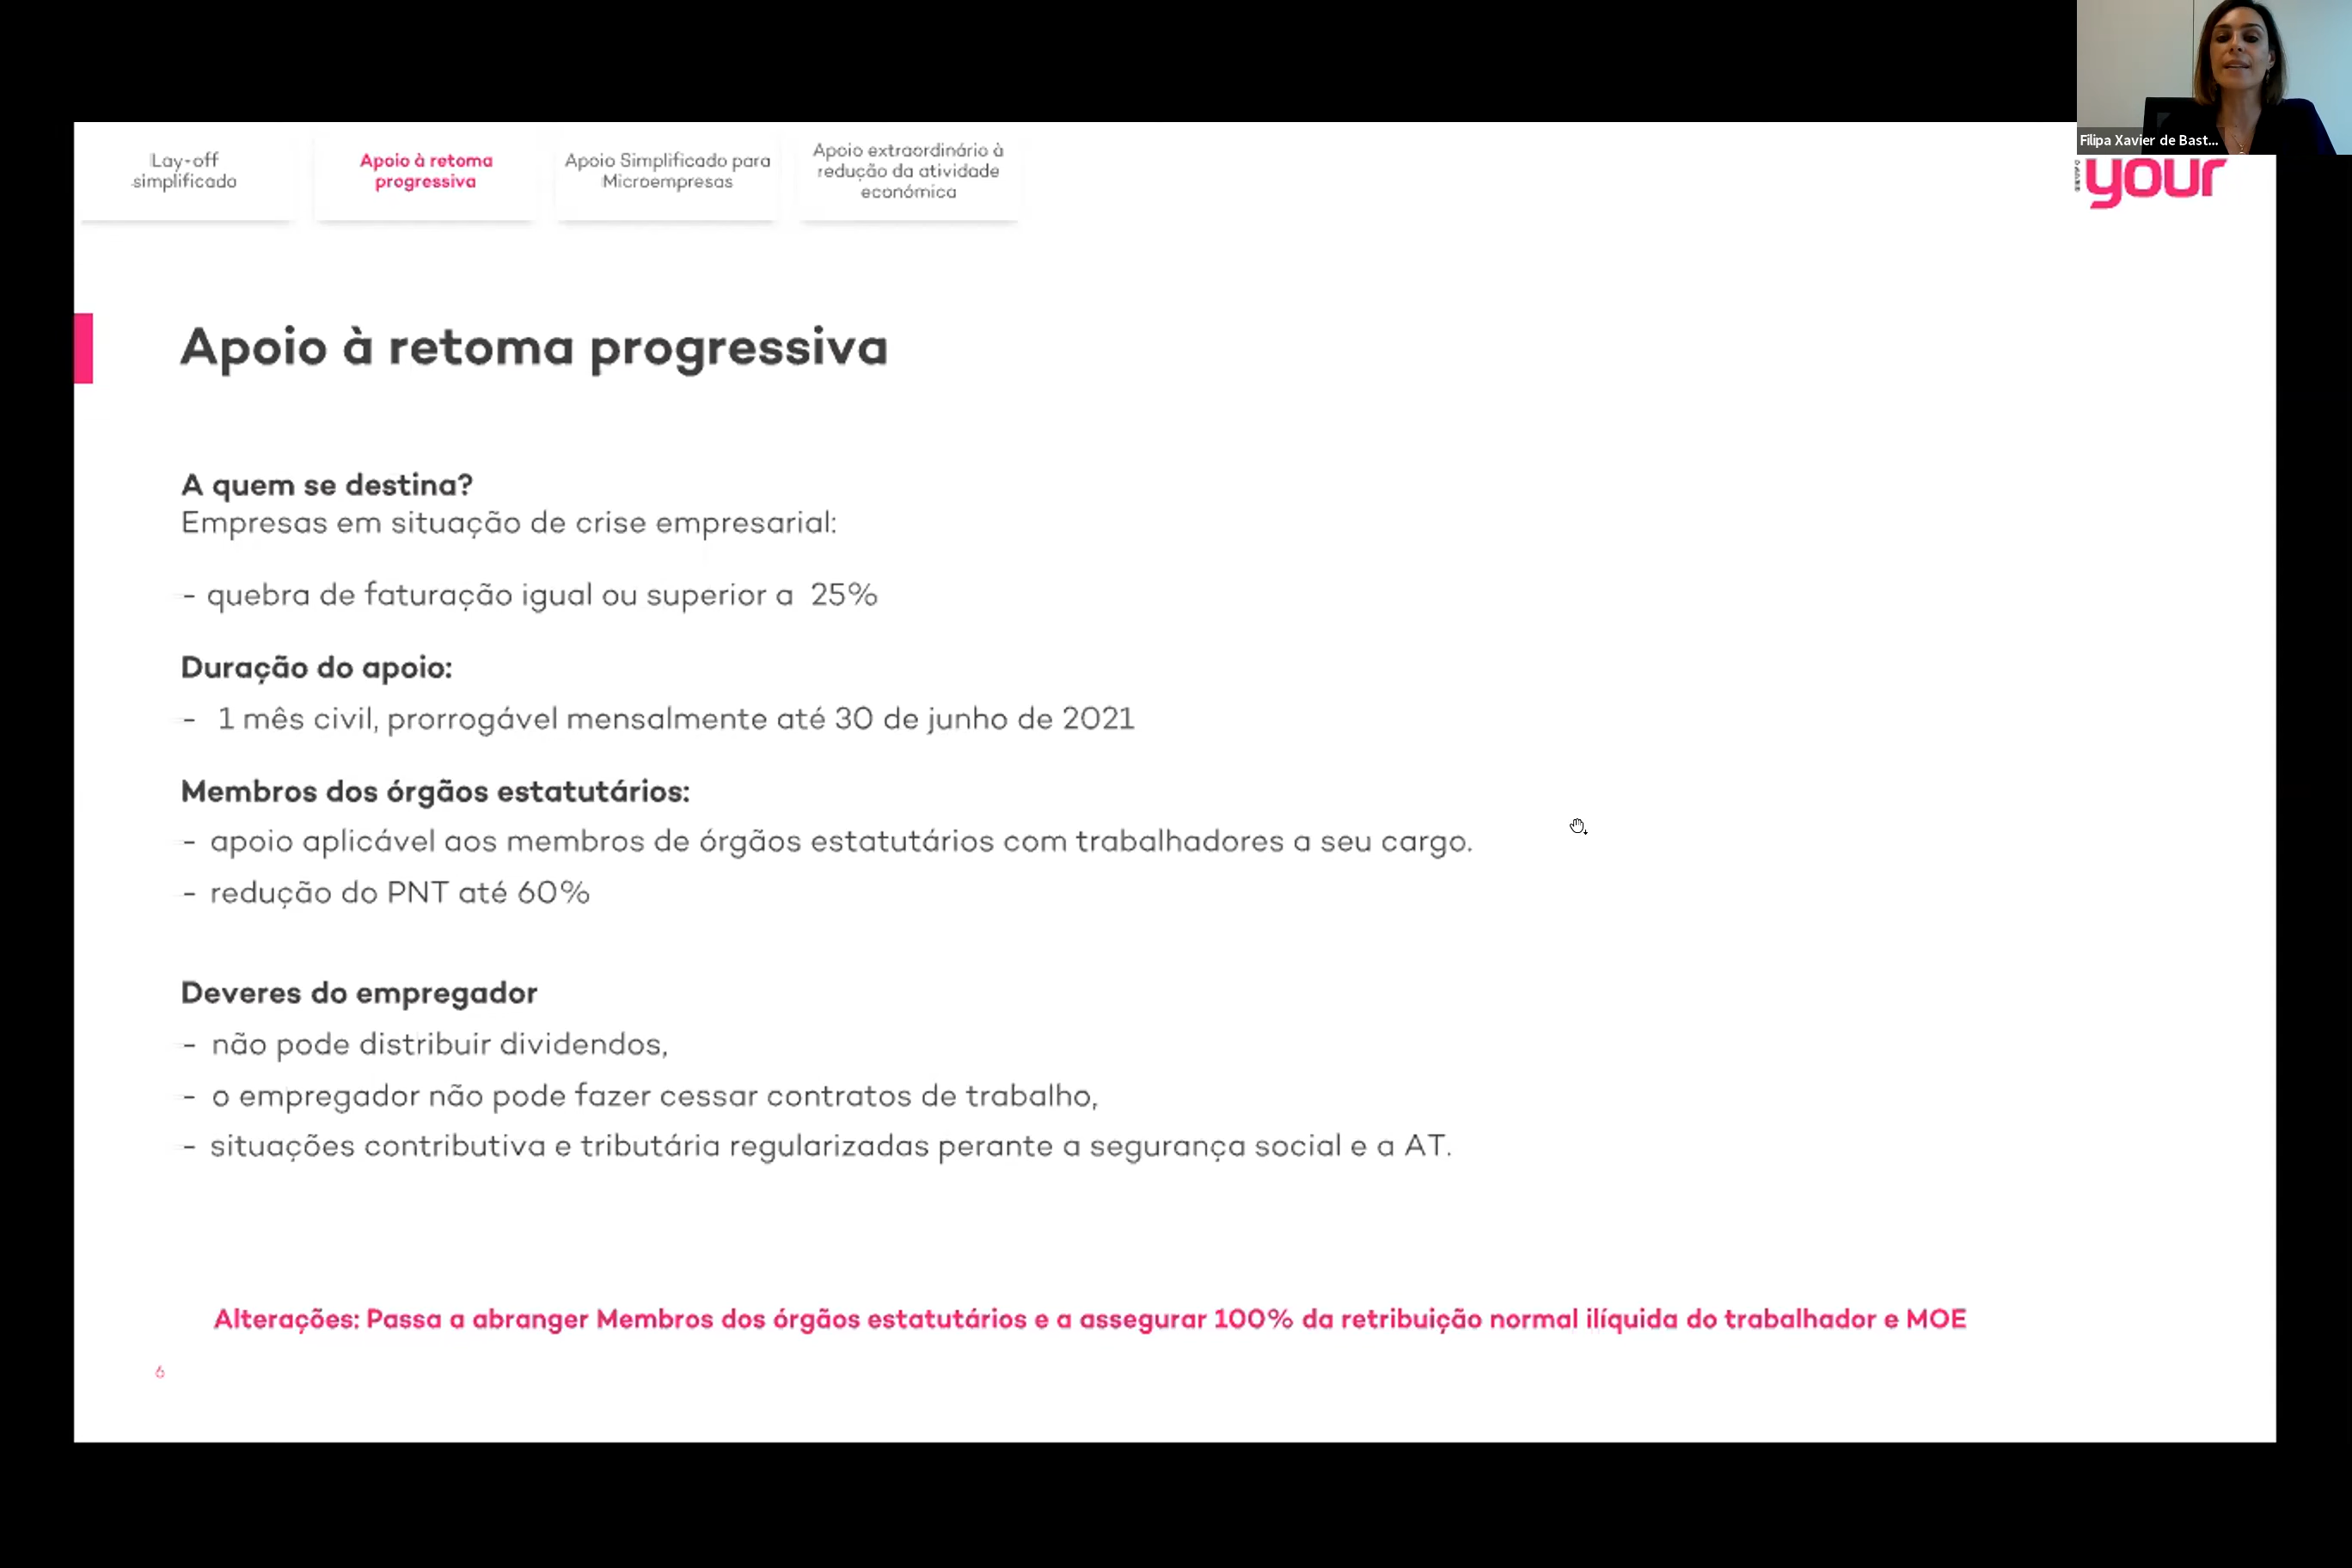 Filipa Xavier de Bast...
Lay-off
simplificado
Apoio à retoma
progressiva
Apoio Simplificado para
Microempresas
Apoio extraordinário à
redução da atividade
económica
your
Apoio à retoma progressiva
A quem se destina?
Empresas em situação de crise empresarial:
- quebra de faturação igual ou superior a 25%
Duração do apoio:
- 1 mês civil, prorrogável mensalmente até 30 de junho de 2021
Membros dos órgãos estatutários:
- apoio aplicável aos membros de órgãos estatutários com trabalhadores a seu cargo.
- redução do PNT até 60%
Deveres do empregador
- não pode distribuir dividendos,
- o empregador não pode fazer cessar contratos de trabalho,
- situações contributiva e tributária regularizadas perante a segurança social e a AT.
Alterações: Passa a abranger Membros dos órgãos estatutários e a assegurar 100% da retribuição normal ilíquida do trabalhador e MOE
6